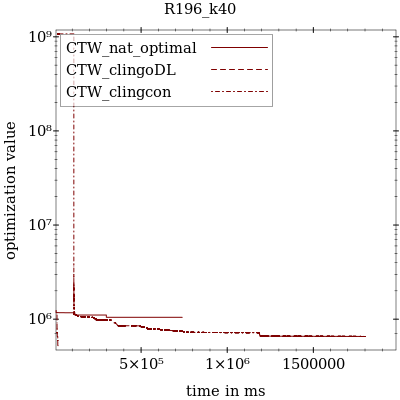 R196_k40
10⁹
CTW_nat_optimal
CTW_clingoDL
CTW_clingcon
10⁸
10⁷
10⁶
optimization value
5×10⁵
1×10⁶
1500000
time in ms